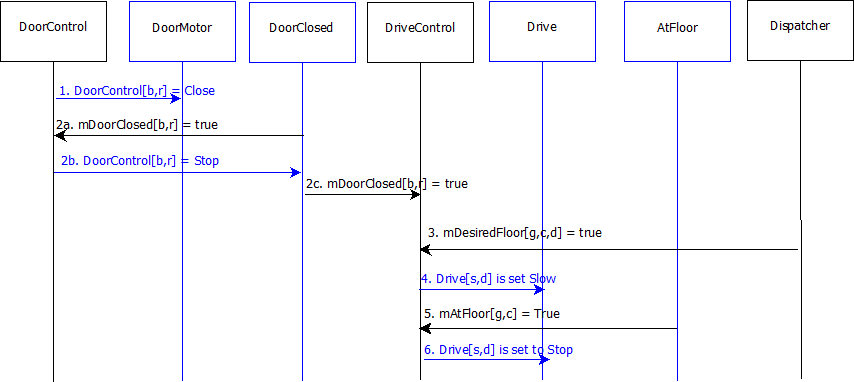 DoorControl
DoorMotor
DoorClosed
DriveControl
Drive
AtFloor
Dispatcher
1. DoorControl[b,r] = Close
2a. mDoorClosed[b,r] = true
2b. DoorControl[b,r] = Stop
2c. mDoorClosed[b,r] = true
3. mDesiredFloor[g,c,d] = true
4. Drive[s,d] is set Slow
5. mAtFloor[g,c] = True
6. Drive[s,d] is set to Stop